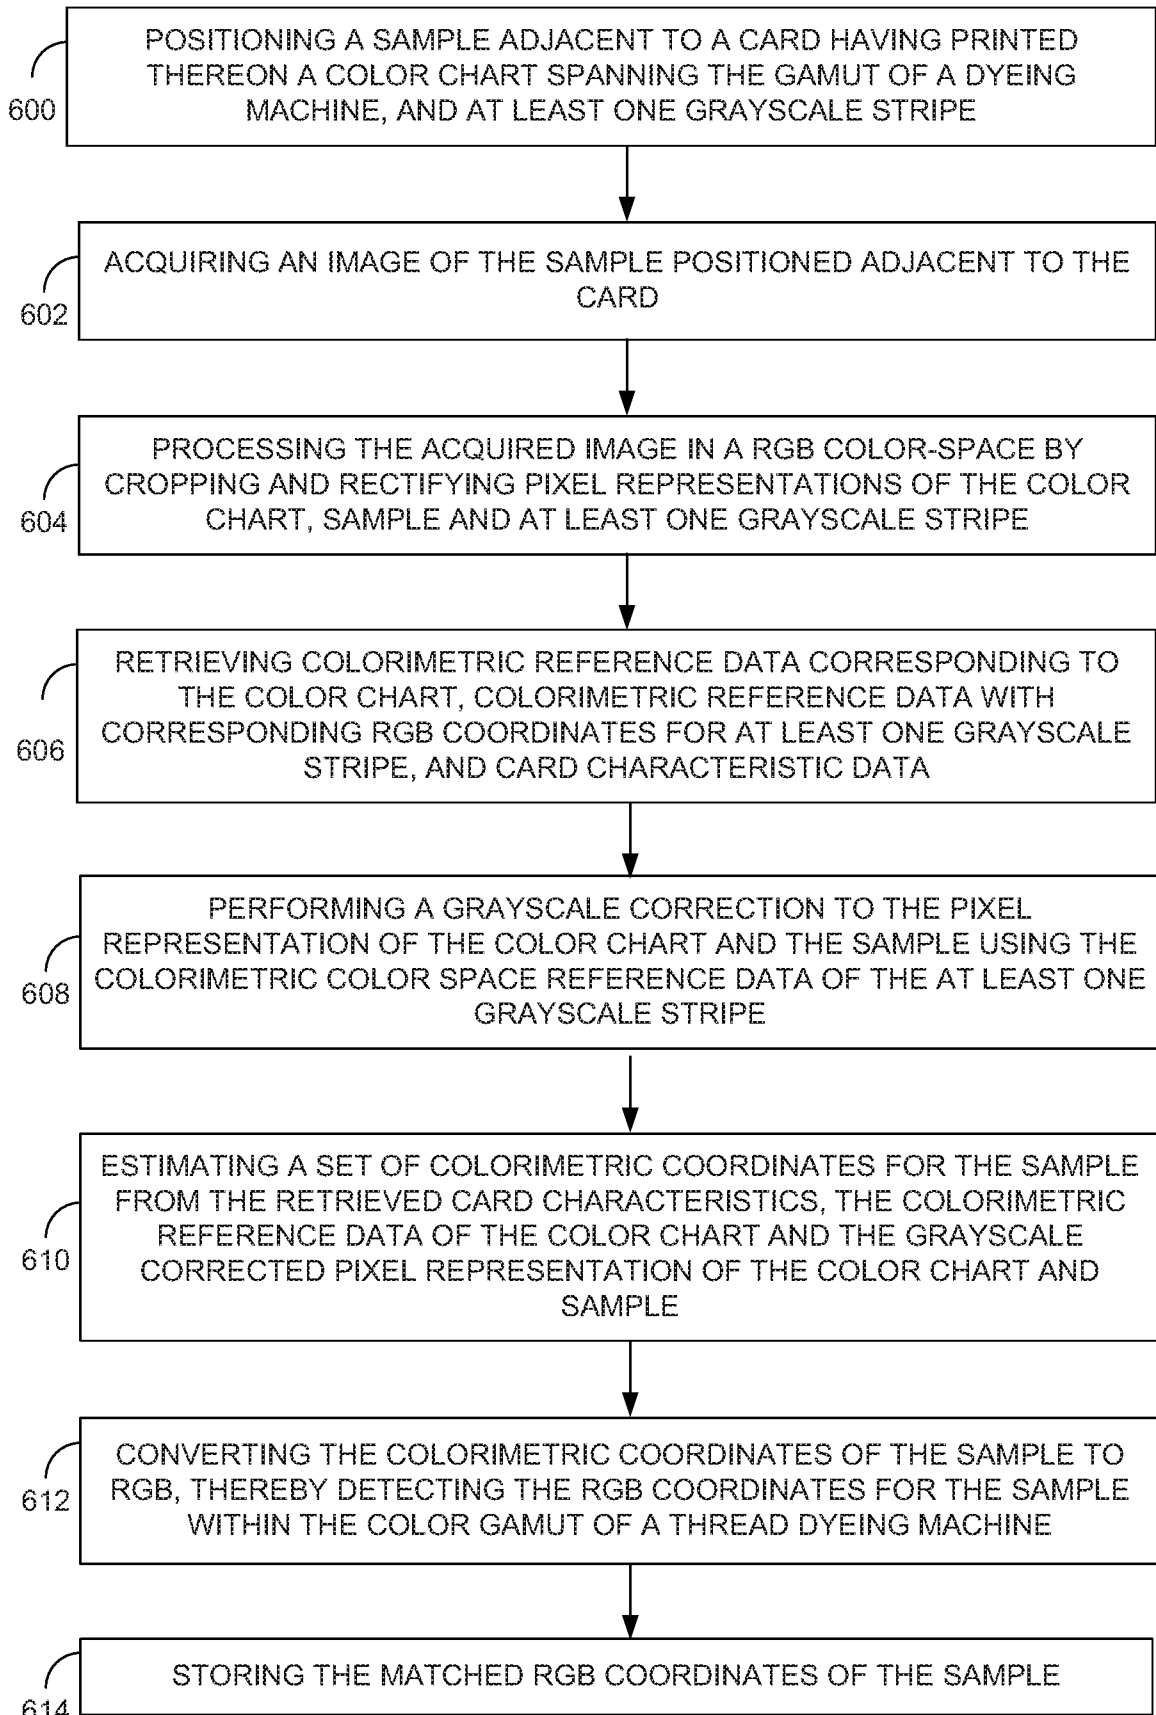 POSITIONING A SAMPLE ADJACENT TO A CARD HAVING PRINTED
THEREON A COLOR CHART SPANNING THE GAMUT OF A DYEING
MACHINE, AND AT LEAST ONE GRAYSCALE STRIPE
600
ACQUIRING AN IMAGE OF THE SAMPLE POSITIONED ADJACENT TO THE
CARD
602
PROCESSING THE ACQUIRED IMAGE IN A RGB COLOR-SPACE BY
CROPPING AND RECTIFYING PIXEL REPRESENTATIONS OF THE COLOR
CHART, SAMPLE AND AT LEAST ONE GRAYSCALE STRIPE
604
RETRIEVING COLORIMETRIC REFERENCE DATA CORRESPONDING TO
THE COLOR CHART, COLORIMETRIC REFERENCE DATA WITH
CORRESPONDING RGB COORDINATES FOR AT LEAST ONE GRAYSCALE
STRIPE, AND CARD CHARACTERISTIC DATA
606
PERFORMING A GRAYSCALE CORRECTION TO THE PIXEL
REPRESENTATION OF THE COLOR CHART AND THE SAMPLE USING THE
COLORIMETRIC COLOR SPACE REFERENCE DATA OF THE AT LEAST ONE
GRAYSCALE STRIPE
608
ESTIMATING A SET OF COLORIMETRIC COORDINATES FOR THE SAMPLE
FROM THE RETRIEVED CARD CHARACTERISTICS, THE COLORIMETRIC
REFERENCE DATA OF THE COLOR CHART AND THE GRAYSCALE
CORRECTED PIXEL REPRESENTATION OF THE COLOR CHART AND
SAMPLE
610
CONVERTING THE COLORIMETRIC COORDINATES OF THE SAMPLE TO
RGB, THEREBY DETECTING THE RGB COORDINATES FOR THE SAMPLE
WITHIN THE COLOR GAMUT OF A THREAD DYEING MACHINE
612
STORING THE MATCHED RGB COORDINATES OF THE SAMPLE
614